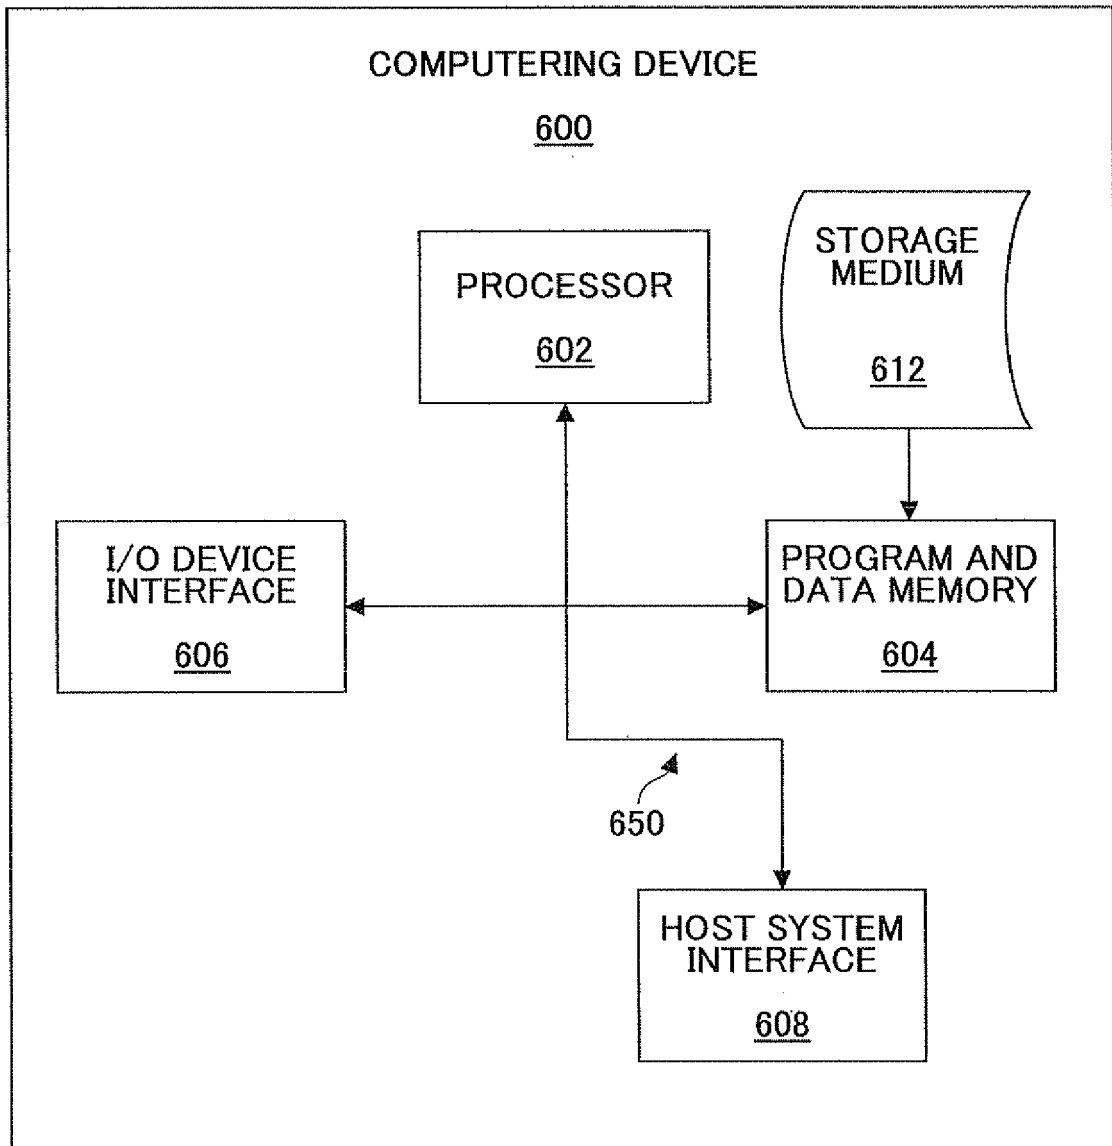 COMPUTERING DEVICE
600
PROCESSOR
602
STORAGE
MEDIUM
612
I/O DEVICE
INTERFACE
606
PROGRAM AND
DATA MEMORY
604
650
HOST SYSTEM
INTERFACE
608